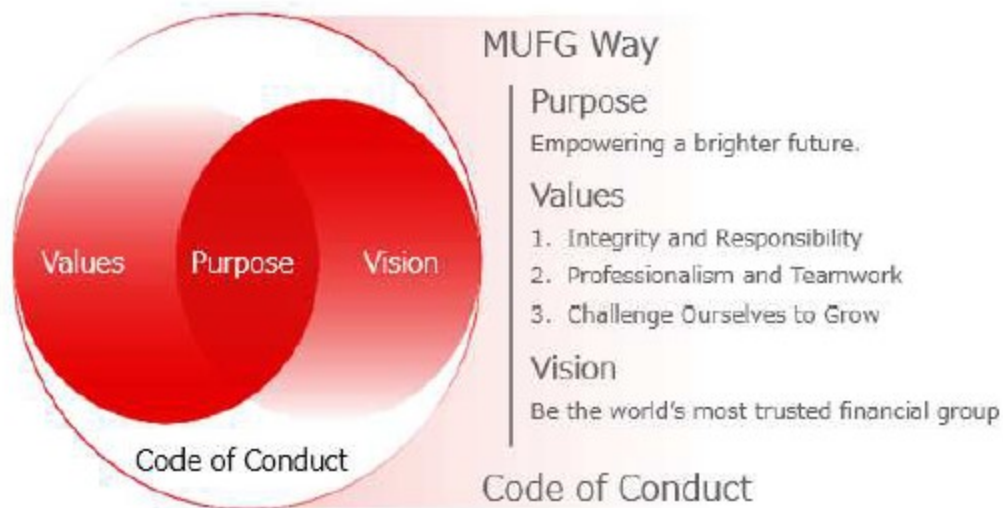 Values
Purpose
Vision
Code of Conduct
MUFG Way
Purpose
Empowering a brighter future.
Values
1. Integrity and Responsibility
2. Professionalism and Teamwork
3. Challenge Ourselves to Grow
Vision
Be the world's most trusted financial group
Code of Conduct